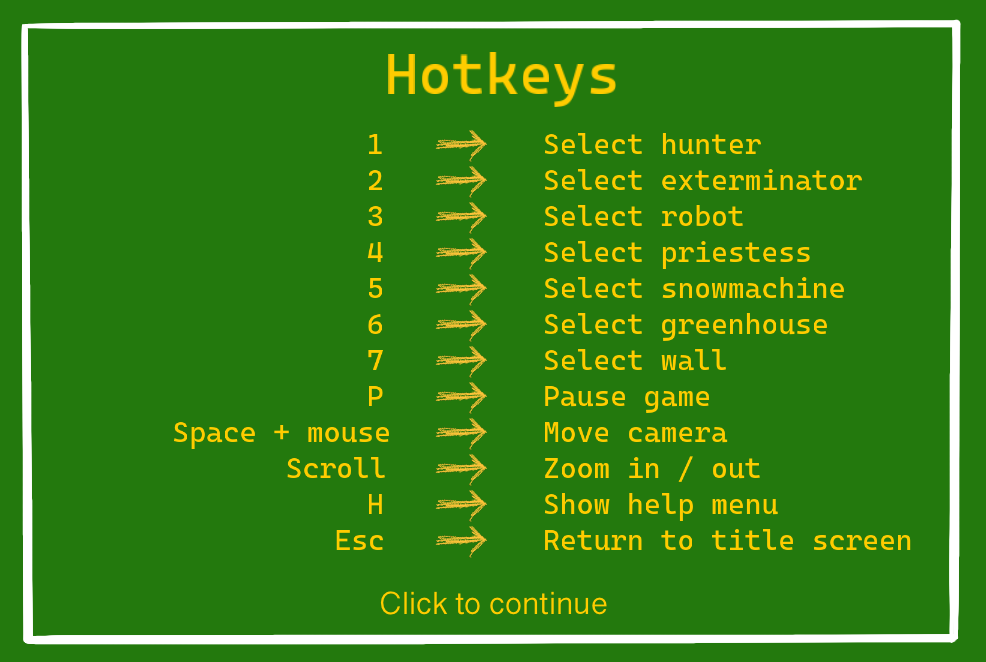 Hotkeys
1 → Select hunter
2 → Select exterminator
3 → Select robot
4 → Select priestess
5 → Select snowmachine
6 → Select greenhouse
7 → Select wall
P → Pause game
Space + mouse → Move camera
Scroll → Zoom in / out
H → Show help menu
Esc → Return to title screen
Click to continue